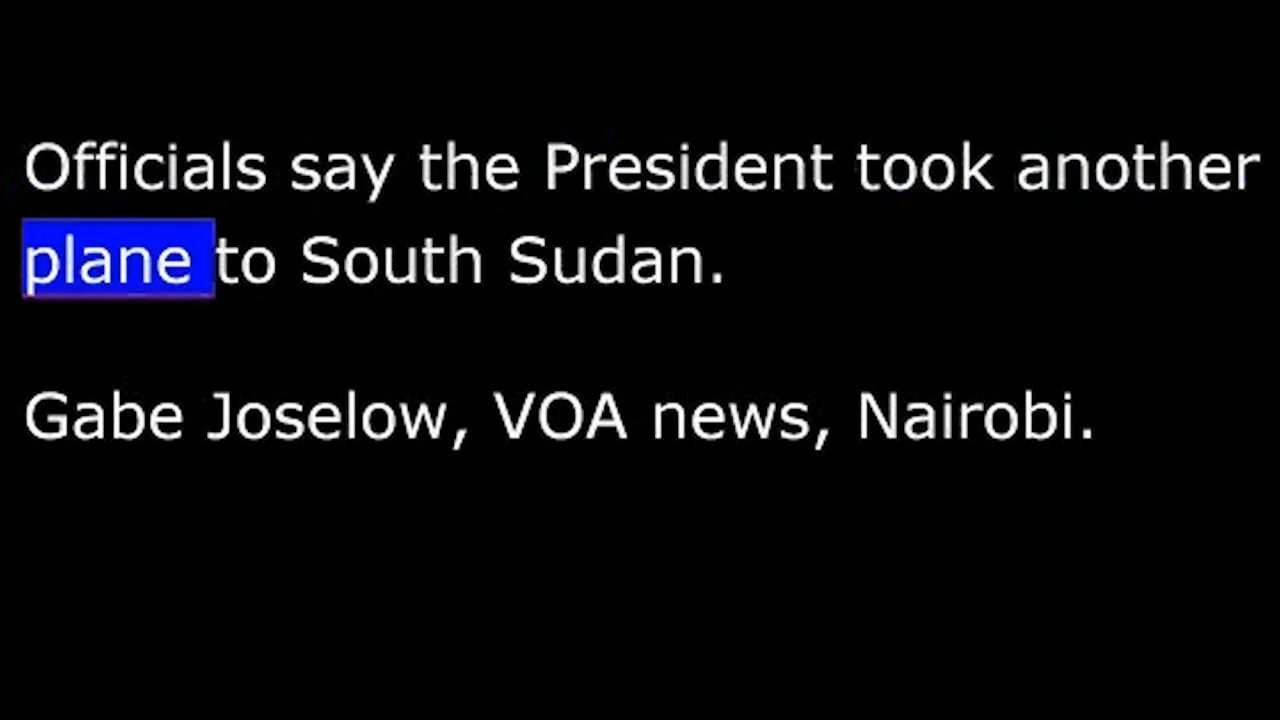 Officials say the President took another
plane to South Sudan.
Gabe Joselow, VOA news, Nairobi.